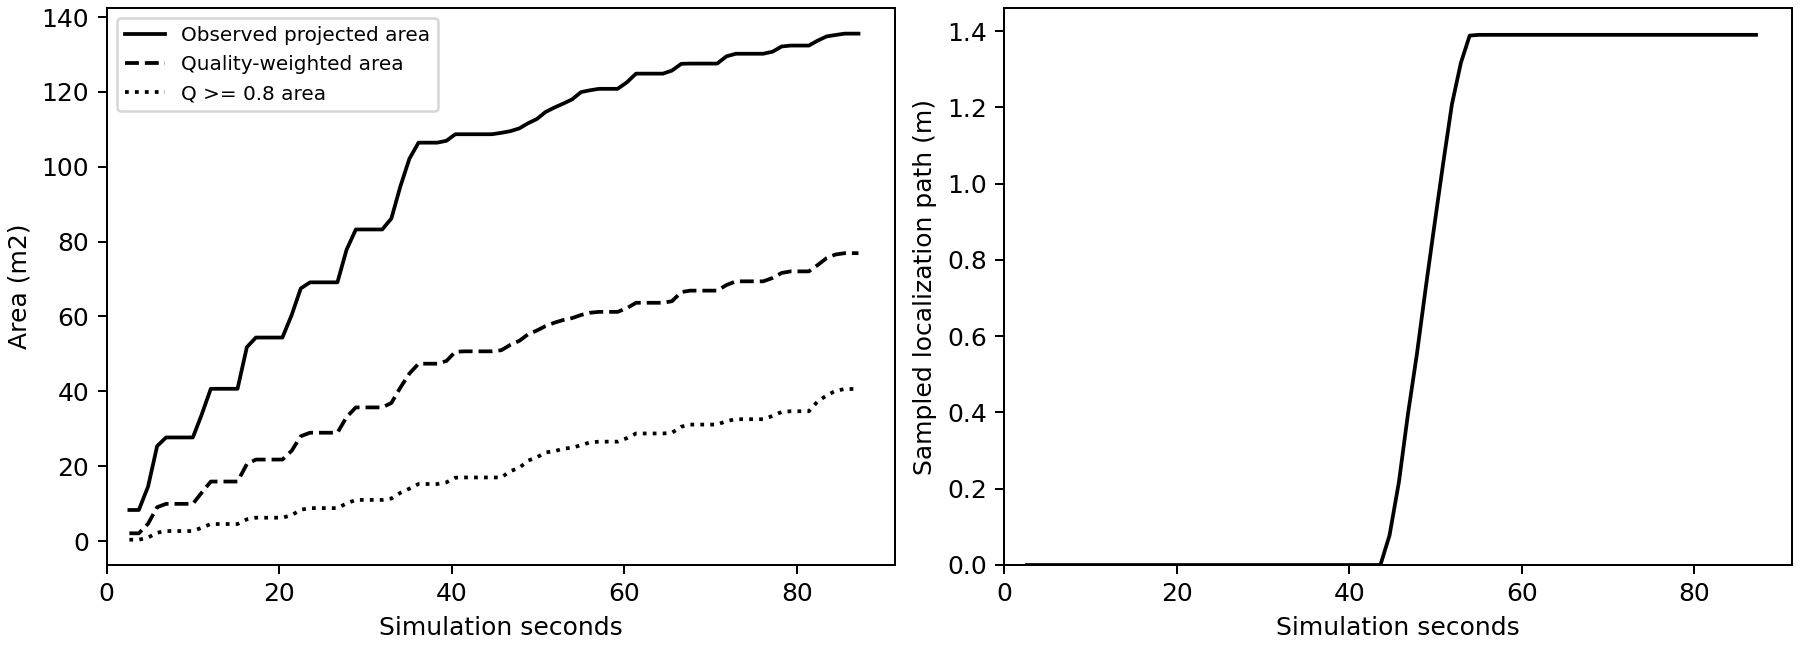 140
120
100
80
60
40
20
0
Area (m2)
Observed projected area
Quality-weighted area
Q >= 0.8 area
0 20 40 60 80
Simulation seconds
1.4
1.2
1.0
0.8
0.6
0.4
0.2
0.0
Sampled localization path (m)
0 20 40 60 80
Simulation seconds